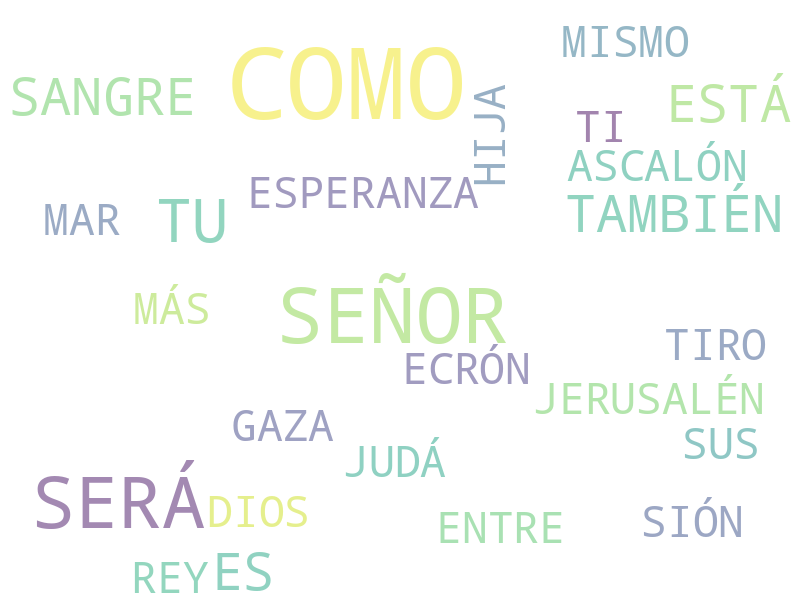 MISMO
COMO
SANGRE
HIJA
ESTÁ
TI
ASCALÓN
ESPERANZA
MAR
TU
TAMBIÉN
MÁS
SEÑOR
TIRO
ECRÓN
JERUSALÉN
GAZA
SUS
JUDÁ
SERÁ
DIOS
ENTRE
SIÓN
REY
ES